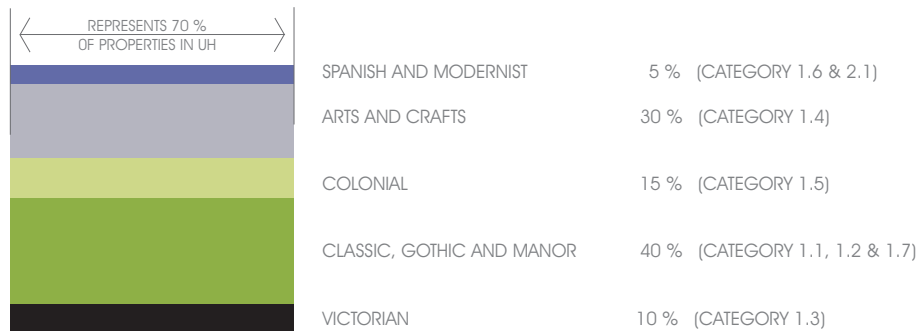 REPRESENTS 70 %
OF PROPERTIES IN UH
SPANISH AND MODERNIST 5 % (CATEGORY 1.6 & 2.1)
ARTS AND CRAFTS 30 % (CATEGORY 1.4)
COLONIAL 15 % (CATEGORY 1.5)
CLASSIC, GOTHIC AND MANOR 40 % (CATEGORY 1.1, 1.2 & 1.7)
VICTORIAN 10 % (CATEGORY 1.3)